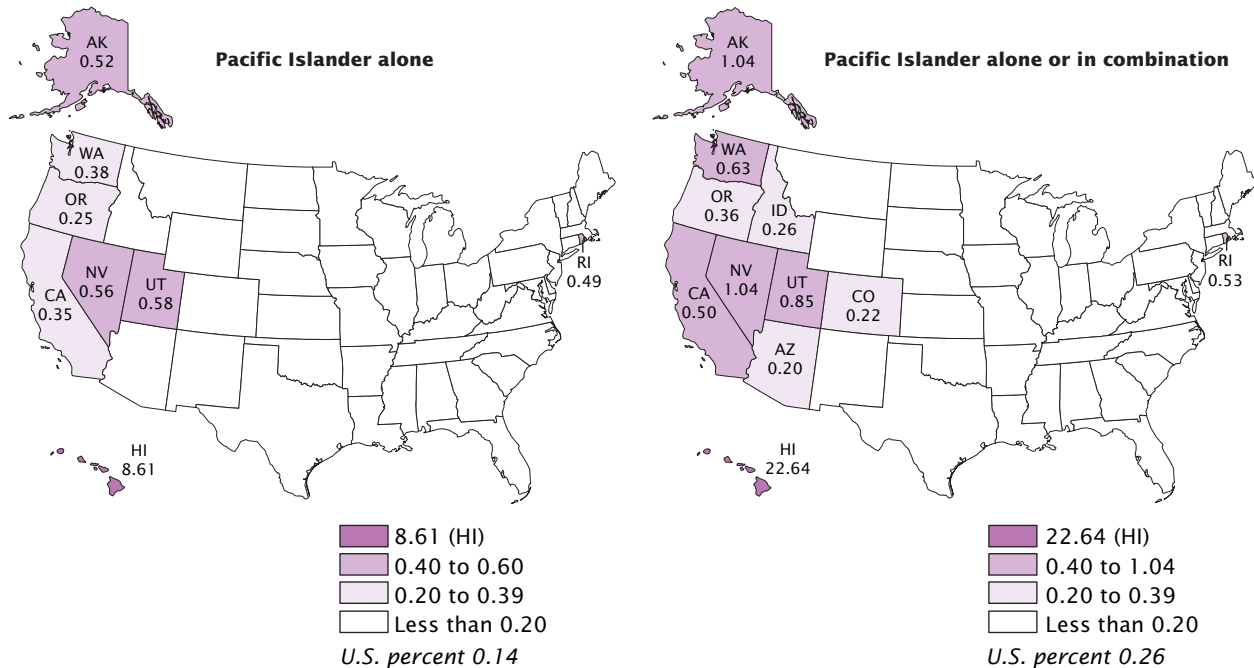 Pacific Islander alone
AK
0.52
WA
0.38
OR
0.25
NV
0.56
UT
0.58
CA
0.35
RI
0.49
HI
8.61
8.61 (HI)
0.40 to 0.60
0.20 to 0.39
Less than 0.20
U.S. percent 0.14
Pacific Islander alone or in combination
AK
1.04
WA
0.63
OR
0.36
ID
0.26
NV
1.04
UT
0.85
CA
0.50
CO
0.22
AZ
0.20
RI
0.53
HI
22.64
22.64 (HI)
0.40 to 1.04
0.20 to 0.39
Less than 0.20
U.S. percent 0.26